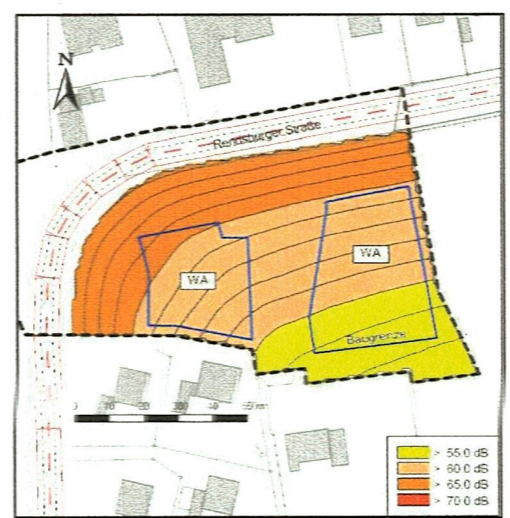 N
Rendsburger Straße
WA
WA
Baugrenze
> 55.0 dB
> 60.0 dB
> 65.0 dB
> 70.0 dB